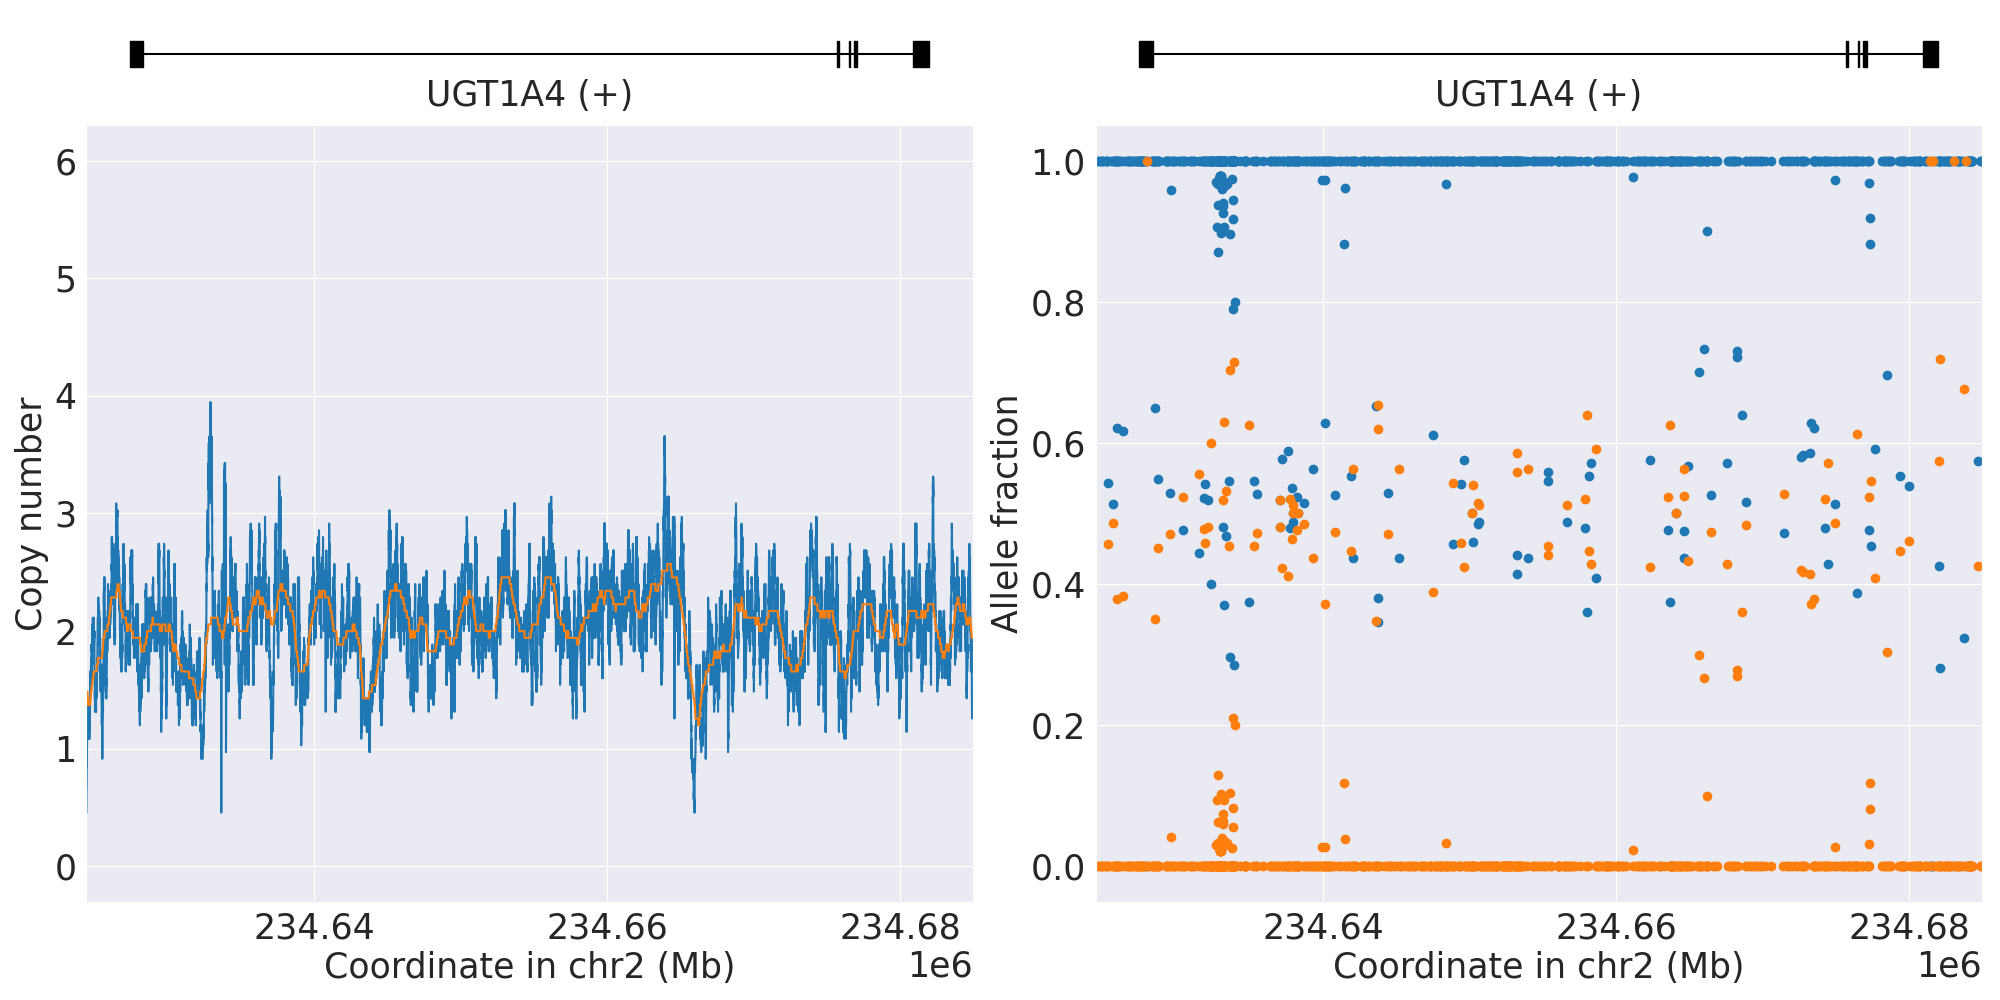 UGT1A4 (+)
6
5
4
3
2
1
0
Copy number
234.64 234.66 234.68
1e6
Coordinate in chr2 (Mb)
UGT1A4 (+)
1.0
0.8
0.6
0.4
0.2
0.0
Allele fraction
234.64 234.66 234.68
1e6
Coordinate in chr2 (Mb)